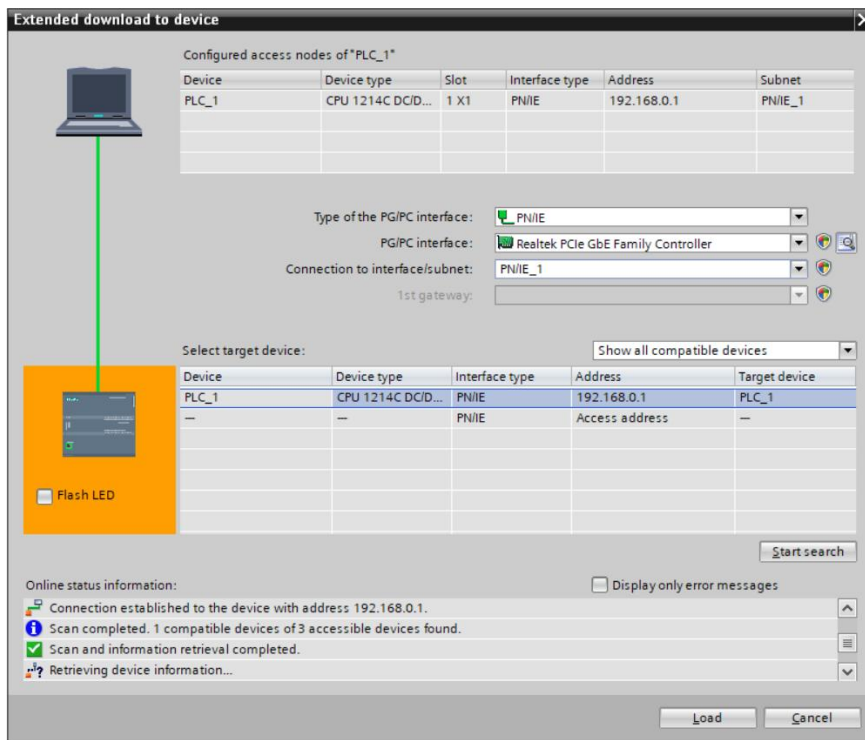 Extended download to device
Configured access nodes of "PLC_1"
Device Device type Slot Interface type Address Subnet
PLC_1 CPU 1214C DC/D... 1 X1 PN/IE 192.168.0.1 PN/IE_1
Type of the PG/PC interface: PN/IE
PG/PC interface: Realtek PCIe GbE Family Controller
Connection to interface/subnet: PN/IE_1
1st gateway:
Select target device: Show all compatible devices
Device Device type Interface type Address Target device
PLC_1 CPU 1214C DC/D... PN/IE 192.168.0.1 PLC_1
— — PN/IE Access address —
Flash LED
Start search
Online status information: Display only error messages
Connection established to the device with address 192.168.0.1.
Scan completed. 1 compatible devices of 3 accessible devices found.
Scan and information retrieval completed.
Retrieving device information...
Load Cancel